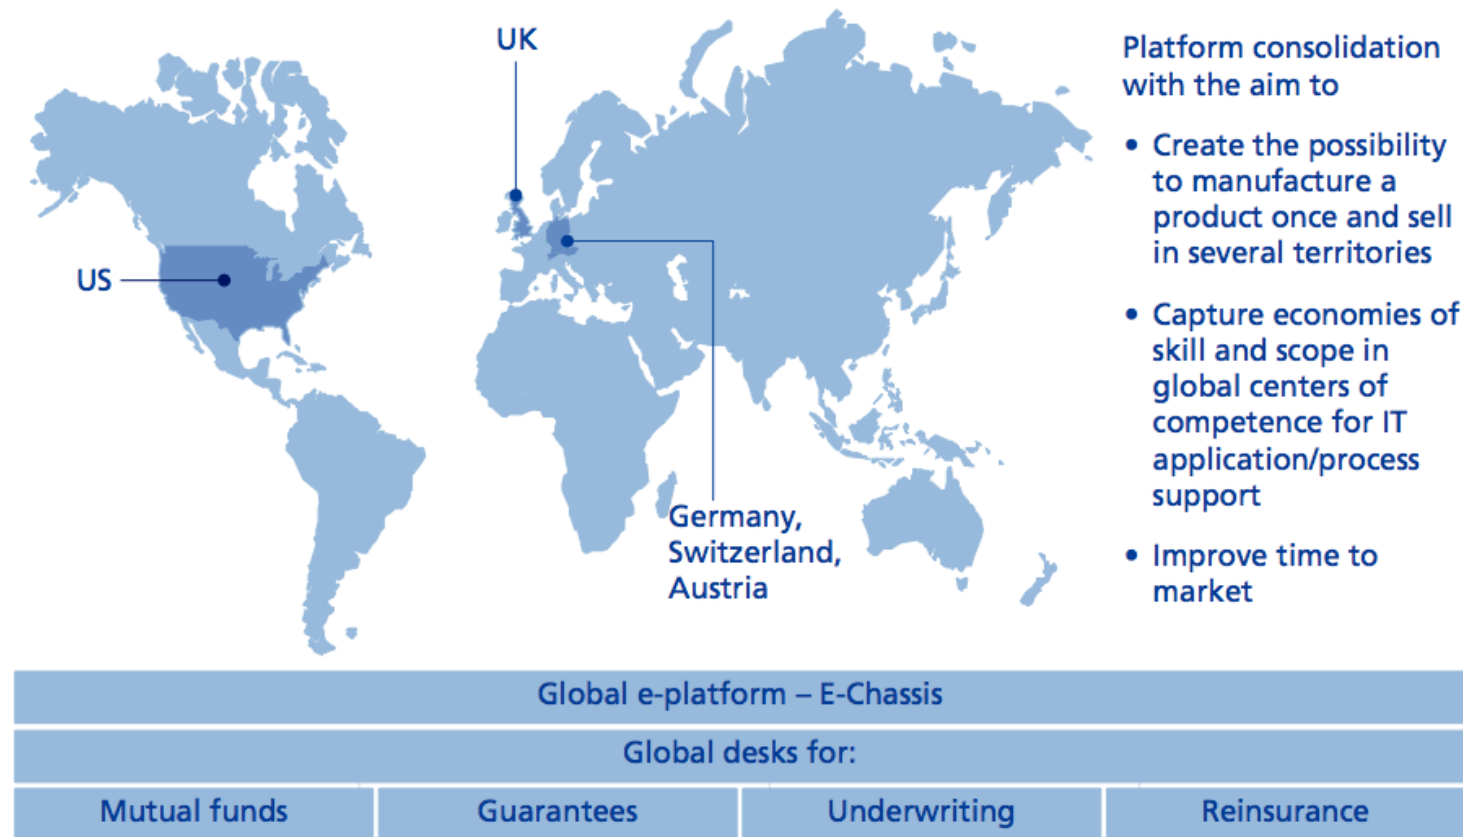 UK
US
Germany,
Switzerland,
Austria
Platform consolidation
with the aim to
• Create the possibility
to manufacture a
product once and sell
in several territories
• Capture economies of
skill and scope in
global centers of
competence for IT
application/process
support
• Improve time to
market
Global e-platform – E-Chassis
Global desks for:
Mutual funds
Guarantees
Underwriting
Reinsurance